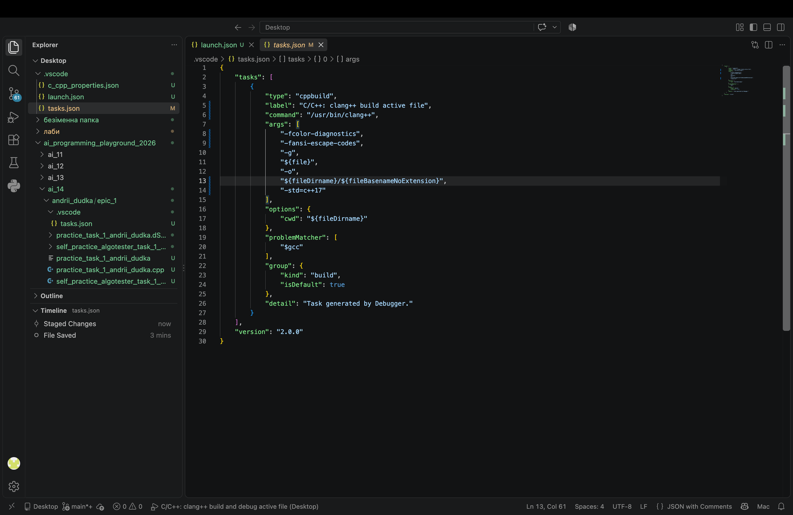 Desktop
Explorer
Desktop
.vscode
{} c_cpp_properties.json U
{} launch.json U
{} tasks.json M
безіменна папка
лаби
ai_programming_playground_2026
ai_11
ai_12
ai_13
ai_14
andrii_dudka / epic_1
.vscode
{} tasks.json U
practice_task_1_andrii_dudka.dS...
self_practice_algotester_task_1_...
practice_task_1_andrii_dudka U
practice_task_1_andrii_dudka.cpp U
self_practice_algotester_task_1_... U
Outline
Timeline tasks.json
Staged Changes now
File Saved 3 mins
61
{} launch.json U
{} tasks.json M
.vscode > {} tasks.json > [ ] tasks > { } 0 > [ ] args
1 {
2 "tasks": [
3 {
4 "type": "cppbuild",
5 "label": "C/C++: clang++ build active file",
6 "command": "/usr/bin/clang++",
7 "args": [
8 "-fcolor-diagnostics",
9 "-fansi-escape-codes",
10 "-g",
11 "${file}",
12 "-o",
13 "${fileDirname}/${fileBasenameNoExtension}",
14 "-std=c++17"
15 ],
16 "options": {
17 "cwd": "${fileDirname}"
18 },
19 "problemMatcher": [
20 "$gcc"
21 ],
22 "group": {
23 "kind": "build",
24 "isDefault": true
25 },
26 "detail": "Task generated by Debugger."
27 }
28 ],
29 "version": "2.0.0"
30 }
Desktop main*+ 0 0 C/C++: clang++ build and debug active file (Desktop) Ln 13, Col 61 Spaces: 4 UTF-8 LF {} JSON with Comments Mac